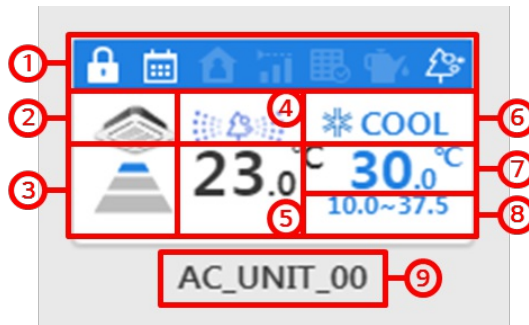 ① 
② ④ ❄ COOL ⑥
③ 23.0℃ 30.0℃ ⑦
⑤ 10.0~37.5 ⑧
AC_UNIT_00 ⑨